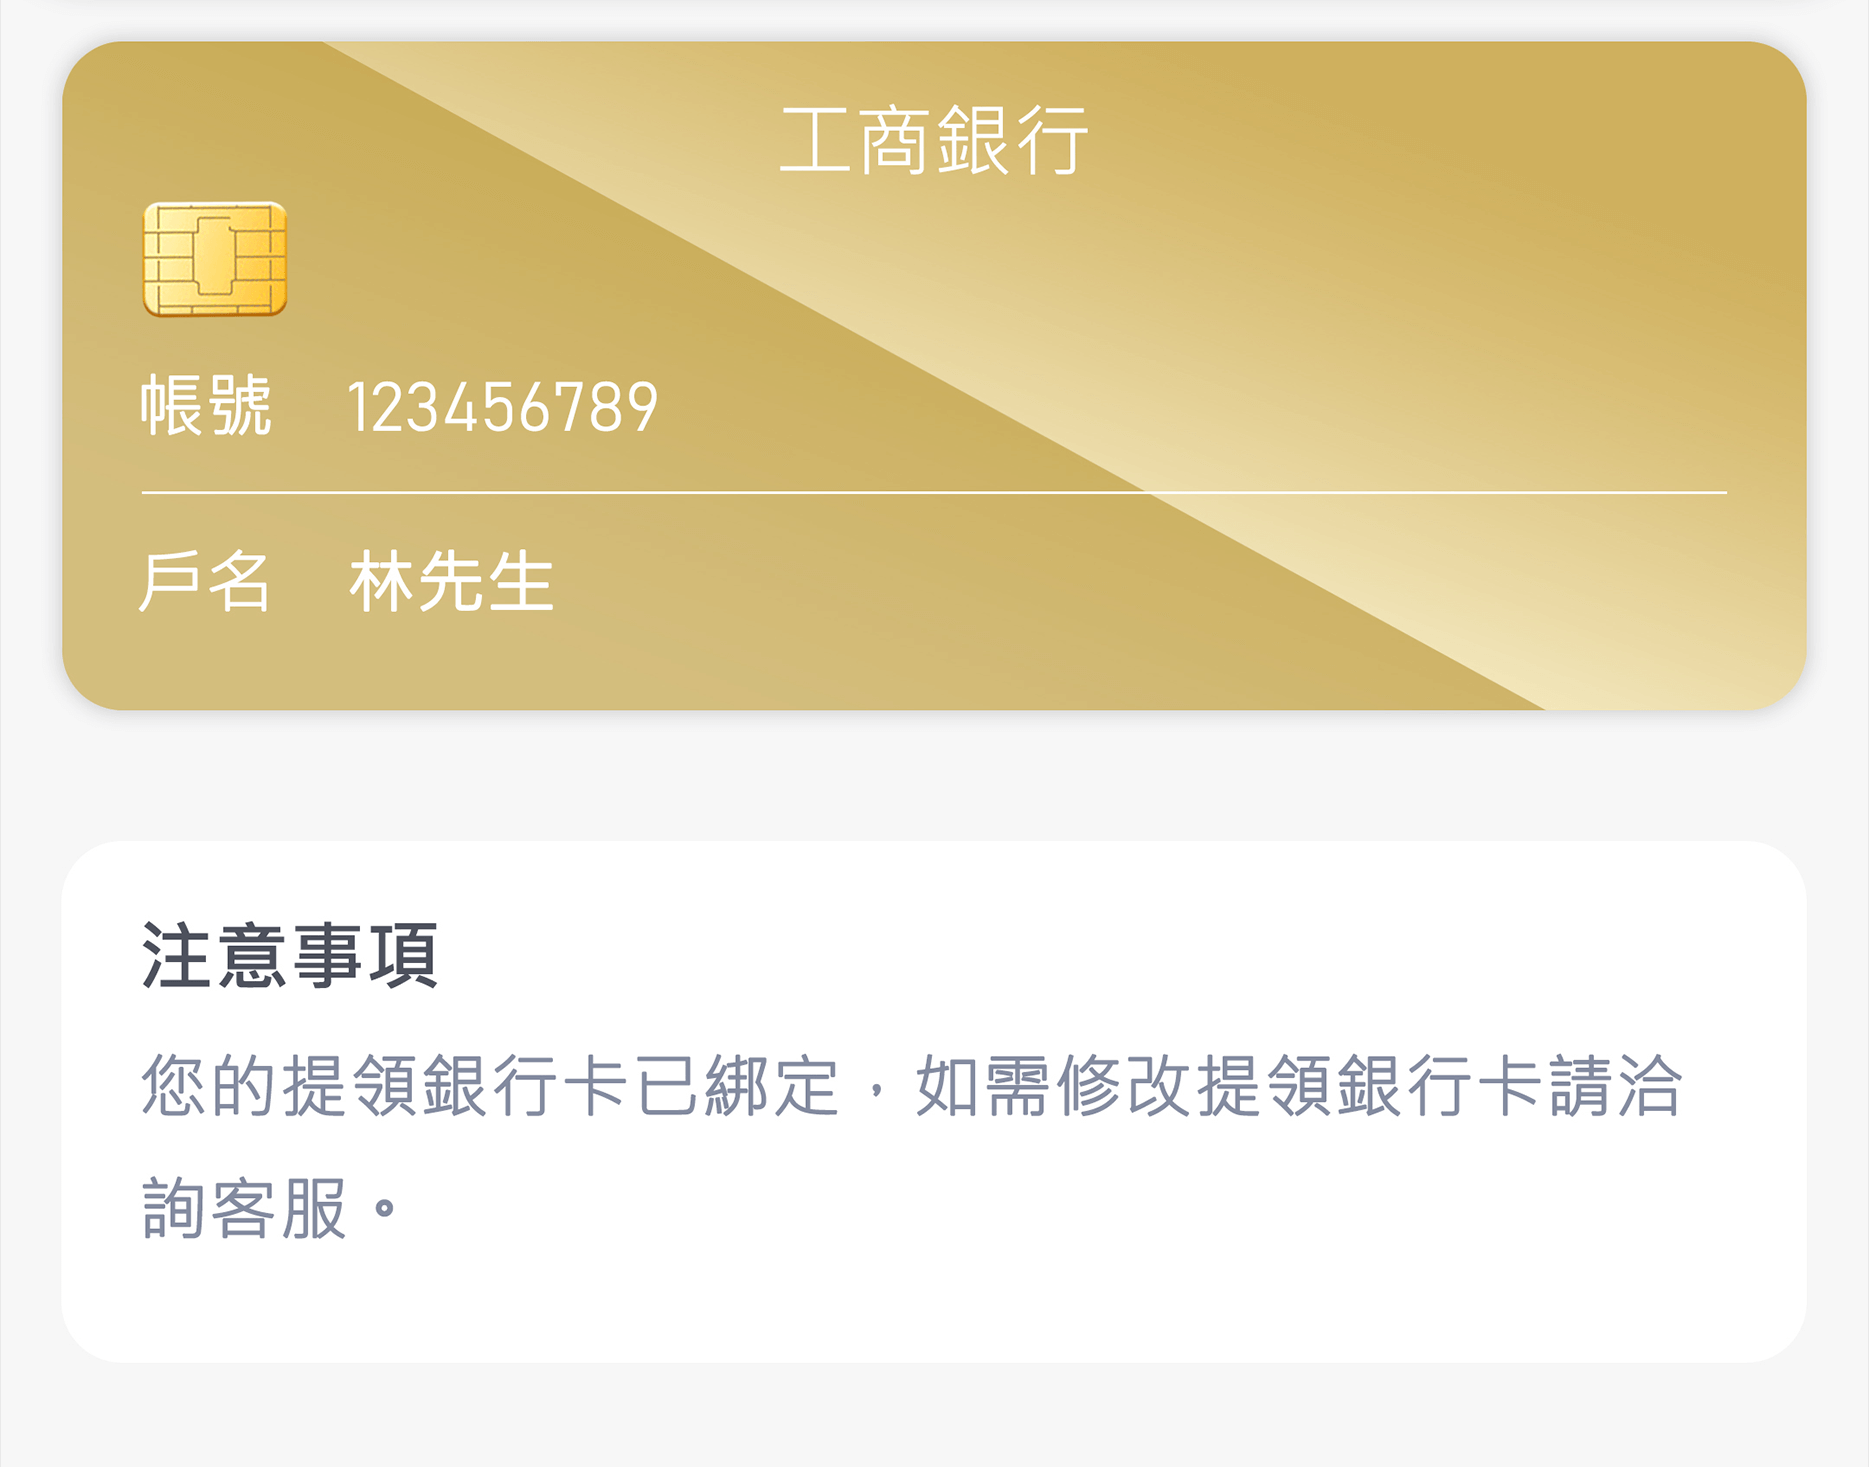 工商銀行
帳號 123456789
戶名 林先生
注意事項
您的提領銀行卡已綁定，如需修改提領銀行卡請洽
詢客服。